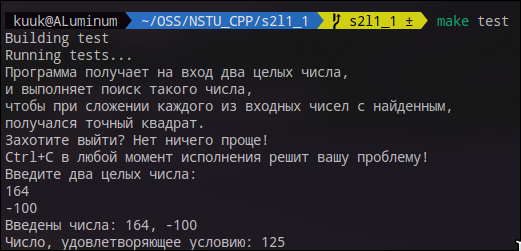 kuuk@ALuminum ~/OSS/NSTU_CPP/s2l1_1 s2l1_1 ± make test
Building test
Running tests...
Программа получает на вход два целых числа,
и выполняет поиск такого числа,
чтобы при сложении каждого из входных чисел с найденным,
получался точный квадрат.
Захотите выйти? Нет ничего проще!
Ctrl+C в любой момент исполнения решит вашу проблему!
Введите два целых числа:
164
-100
Введены числа: 164, -100
Число, удовлетворяющее условию: 125